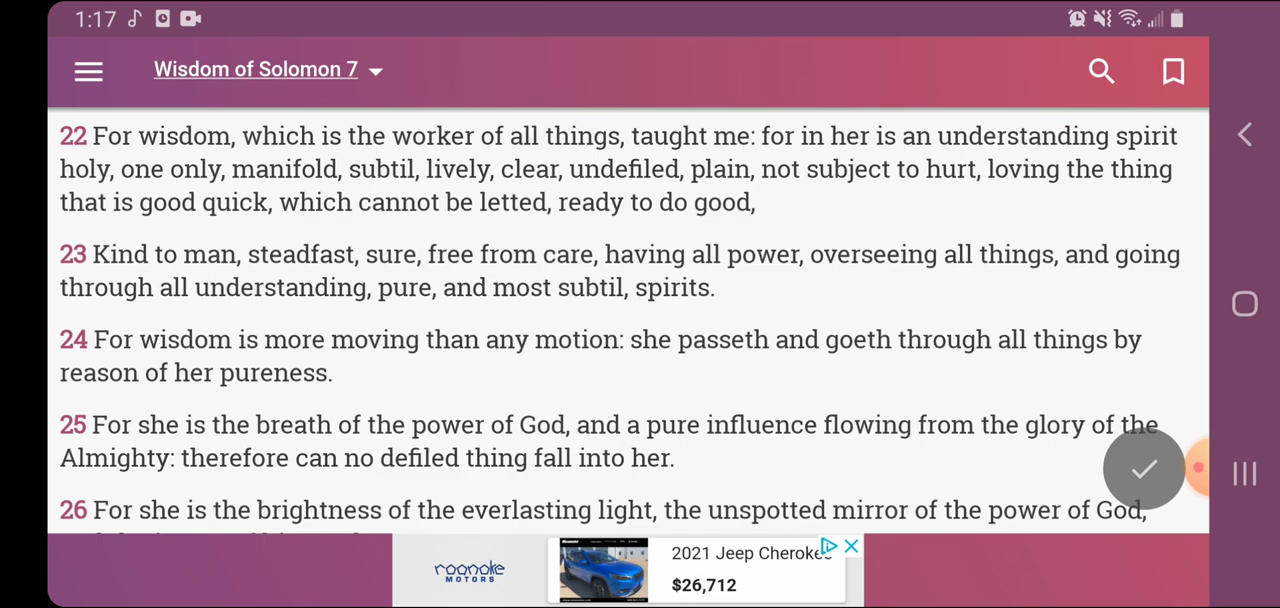 1:17
Wisdom of Solomon 7
22 For wisdom, which is the worker of all things, taught me: for in her is an understanding spirit
holy, one only, manifold, subtil, lively, clear, undefiled, plain, not subject to hurt, loving the thing
that is good quick, which cannot be letted, ready to do good,
23 Kind to man, steadfast, sure, free from care, having all power, overseeing all things, and going
through all understanding, pure, and most subtil, spirits.
24 For wisdom is more moving than any motion: she passeth and goeth through all things by
reason of her pureness.
25 For she is the breath of the power of God, and a pure influence flowing from the glory of the
Almighty: therefore can no defiled thing fall into her.
26 For she is the brightness of the everlasting light, the unspotted mirror of the power of God,
roanoke
MOTORS
2021 Jeep Cherokee
$26,712